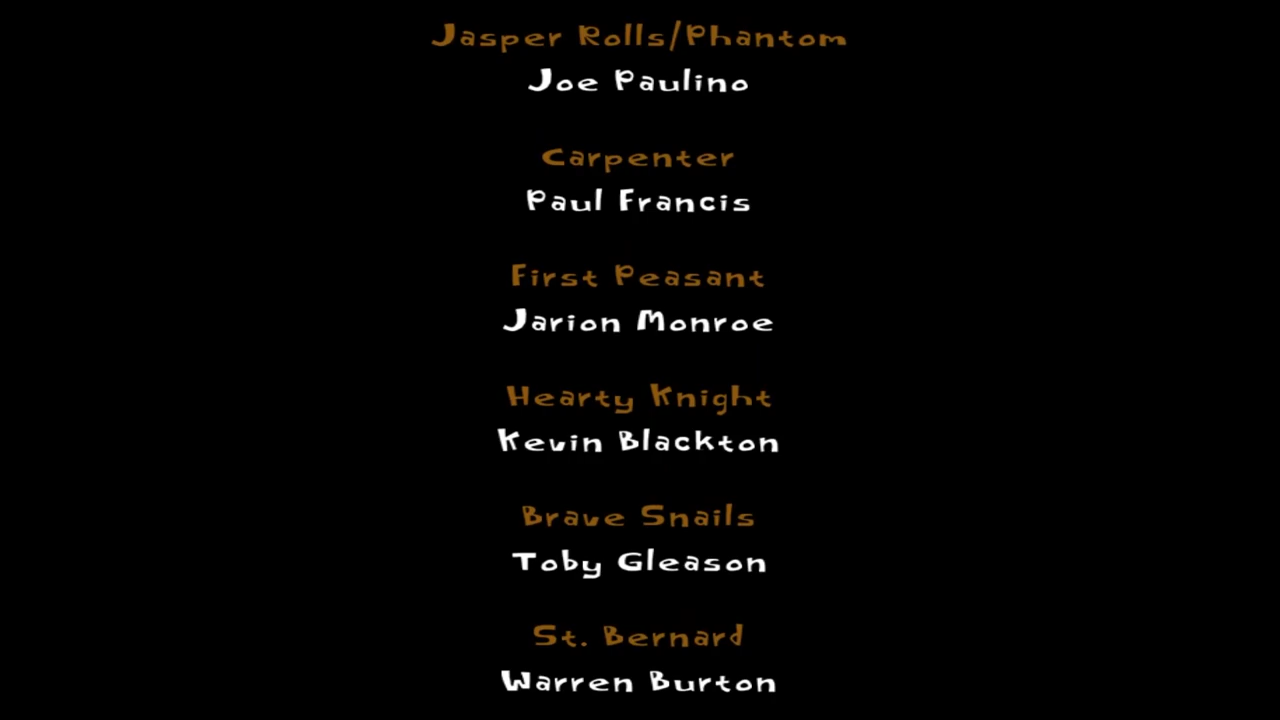 Jasper Rolls/Phantom
Joe Paulino
Carpenter
Paul Francis
First Peasant
Jarion Monroe
Hearty Knight
Kevin Blackton
Brave Snails
Toby Gleason
St. Bernard
Warren Burton